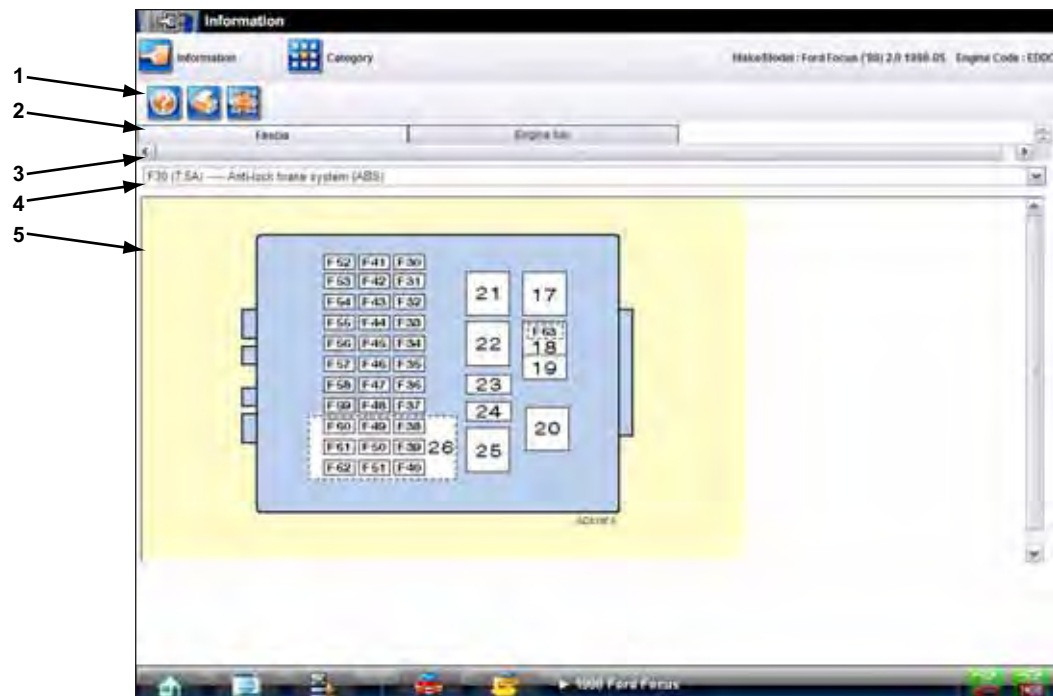 Information
Information
Category
Make/Model : Ford Focus ('98) 2,0 1998-05 Engine Code : EDDC
1
2
3
4
5
Fascia
Engine bay
F30 (7.5A) ---- Anti-lock brake system (ABS)
F52 F41 F30
F53 F42 F31
F54 F43 F32
F55 F44 F33
F56 F45 F34
F57 F46 F35
F58 F47 F36
F59 F48 F37
F60 F49 F38
F61 F50 F39
F62 F51 F40
26
21
17
22
F63
18
19
23
24
20
25
1998 Ford Focus